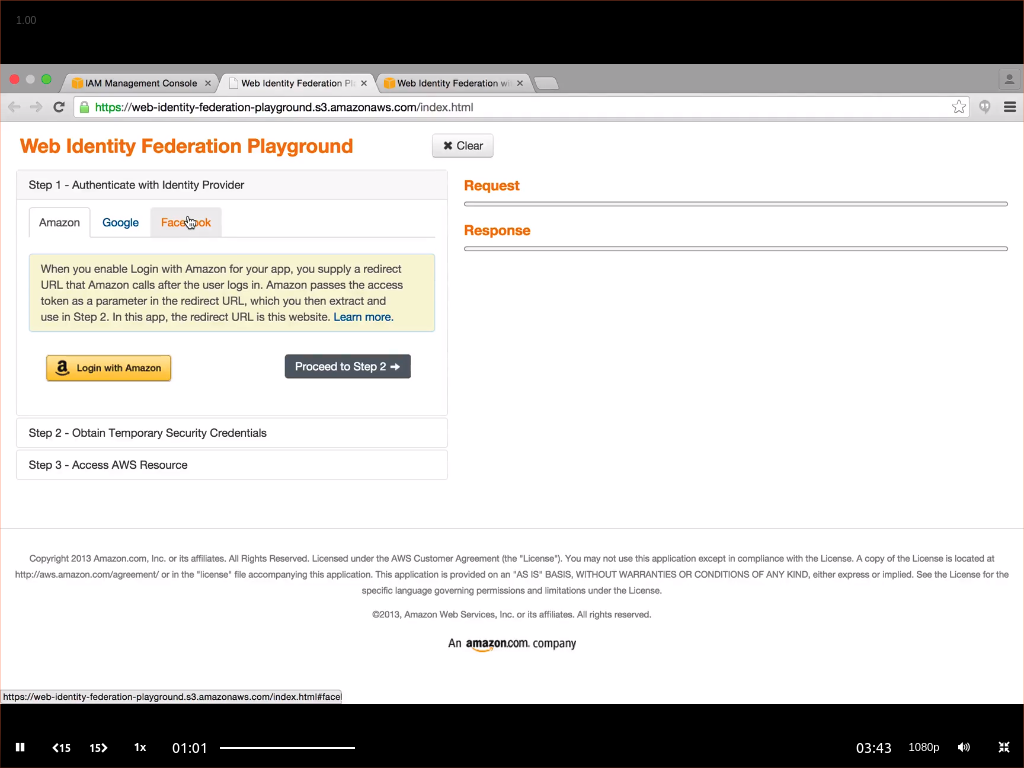 1.00
IAM Management Console
Web Identity Federation Pl
Web Identity Federation wi
https://web-identity-federation-playground.s3.amazonaws.com/index.html
Web Identity Federation Playground
Clear
Step 1 - Authenticate with Identity Provider
Amazon Google Facebook
When you enable Login with Amazon for your app, you supply a redirect
URL that Amazon calls after the user logs in. Amazon passes the access
token as a parameter in the redirect URL, which you then extract and
use in Step 2. In this app, the redirect URL is this website. Learn more.
Login with Amazon
Proceed to Step 2
Step 2 - Obtain Temporary Security Credentials
Step 3 - Access AWS Resource
Request
Response
Copyright 2013 Amazon.com, Inc. or its affiliates. All Rights Reserved. Licensed under the AWS Customer Agreement (the "License"). You may not use this application except in compliance with the License. A copy of the License is located at
http://aws.amazon.com/agreement/ or in the "license" file accompanying this application. This application is provided on an "AS IS" BASIS, WITHOUT WARRANTIES OR CONDITIONS OF ANY KIND, either express or implied. See the License for the
specific language governing permissions and limitations under the License.
©2013, Amazon Web Services, Inc. or its affiliates. All rights reserved.
An amazon.com company
https://web-identity-federation-playground.s3.amazonaws.com/index.html#face
15 15 1x 01:01 03:43 1080p